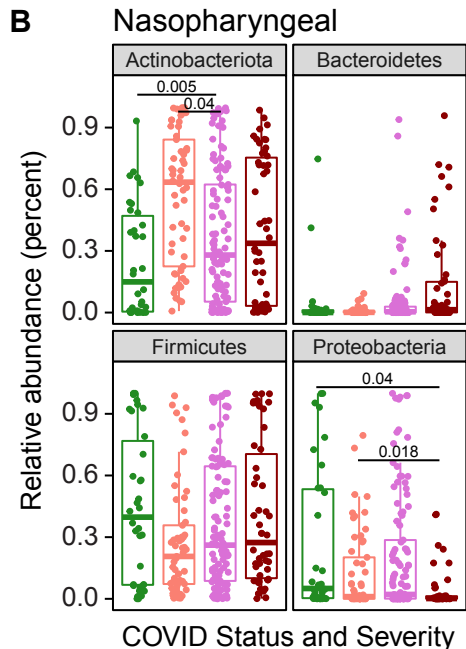 B Nasopharyngeal
Actinobacteriota Bacteroidetes
0.005
0.04
0.9
0.6
0.3
0.0
Relative abundance (percent)
Firmicutes Proteobacteria
0.04
0.018
0.9
0.6
0.3
0.0
COVID Status and Severity